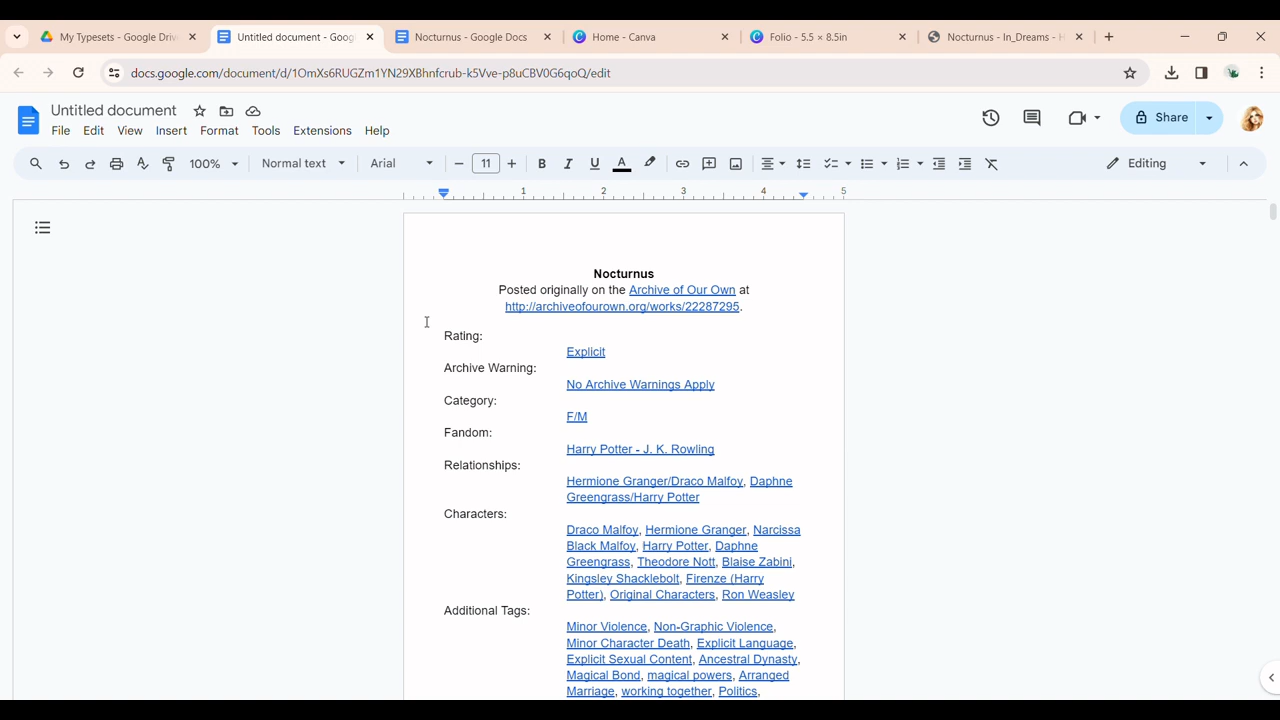 My Typesets - Google Driv
Untitled document - Goog
Nocturnus - Google Docs
Home - Canva
Folio - 5.5 × 8.5in
Nocturnus - In_Dreams - H
docs.google.com/document/d/1OmXs6RUGZm1YN29XBhnfcrub-k5Vve-p8uCBV0G6qoQ/edit
Untitled document
File Edit View Insert Format Tools Extensions Help
Share
100% Normal text Arial 11 B I U A Editing
1 2 3 4 5
Nocturnus
Posted originally on the Archive of Our Own at
http://archiveofourown.org/works/22287295.
Rating:
Explicit
Archive Warning:
No Archive Warnings Apply
Category:
F/M
Fandom:
Harry Potter - J. K. Rowling
Relationships:
Hermione Granger/Draco Malfoy, Daphne
Greengrass/Harry Potter
Characters:
Draco Malfoy, Hermione Granger, Narcissa
Black Malfoy, Harry Potter, Daphne
Greengrass, Theodore Nott, Blaise Zabini,
Kingsley Shacklebolt, Firenze (Harry
Potter), Original Characters, Ron Weasley
Additional Tags:
Minor Violence, Non-Graphic Violence,
Minor Character Death, Explicit Language,
Explicit Sexual Content, Ancestral Dynasty,
Magical Bond, magical powers, Arranged
Marriage, working together, Politics,